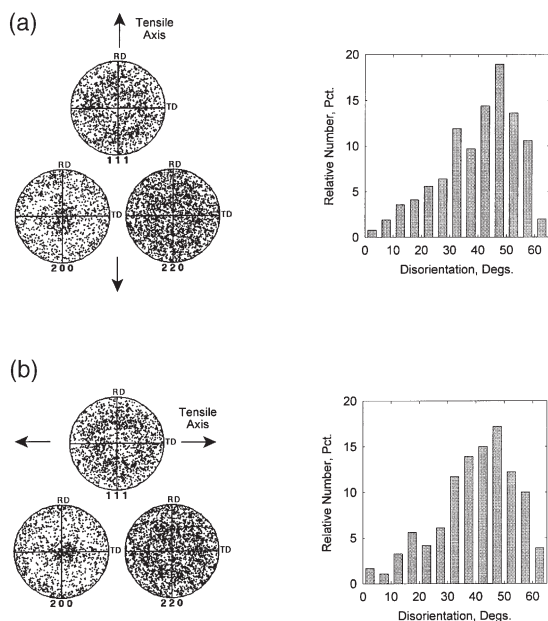 (a)
Tensile
Axis
RD
TD
111
RD
TD
200
RD
TD
220
Relative Number, Pct.
20
15
10
5
0
0 10 20 30 40 50 60
Disorientation, Degs.
(b)
RD
TD
111
Tensile
Axis
RD
TD
200
RD
TD
220
Relative Number, Pct.
20
15
10
5
0
0 10 20 30 40 50 60
Disorientation, Degs.